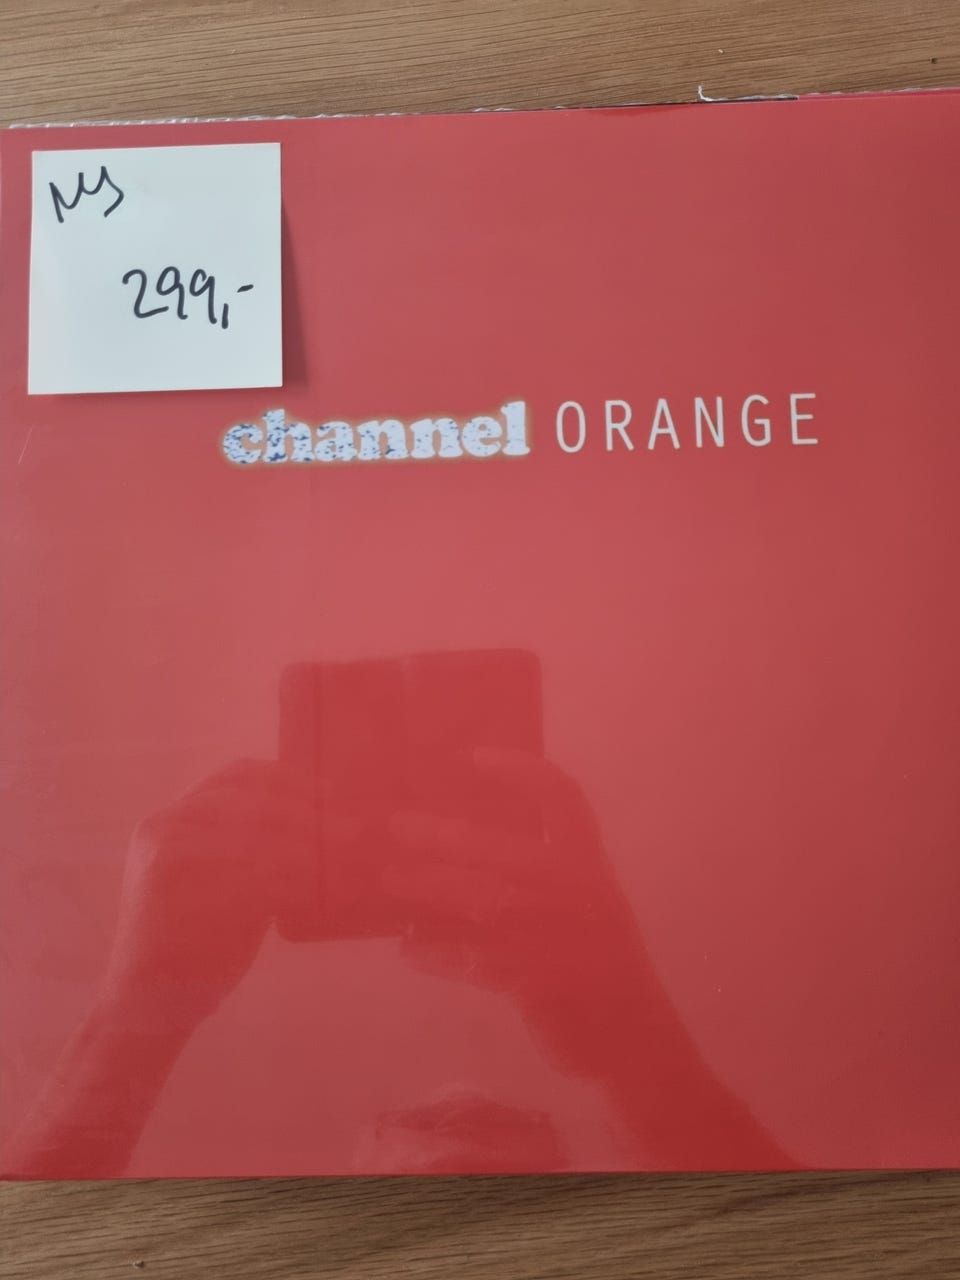 Ny
299,-
channel ORANGE